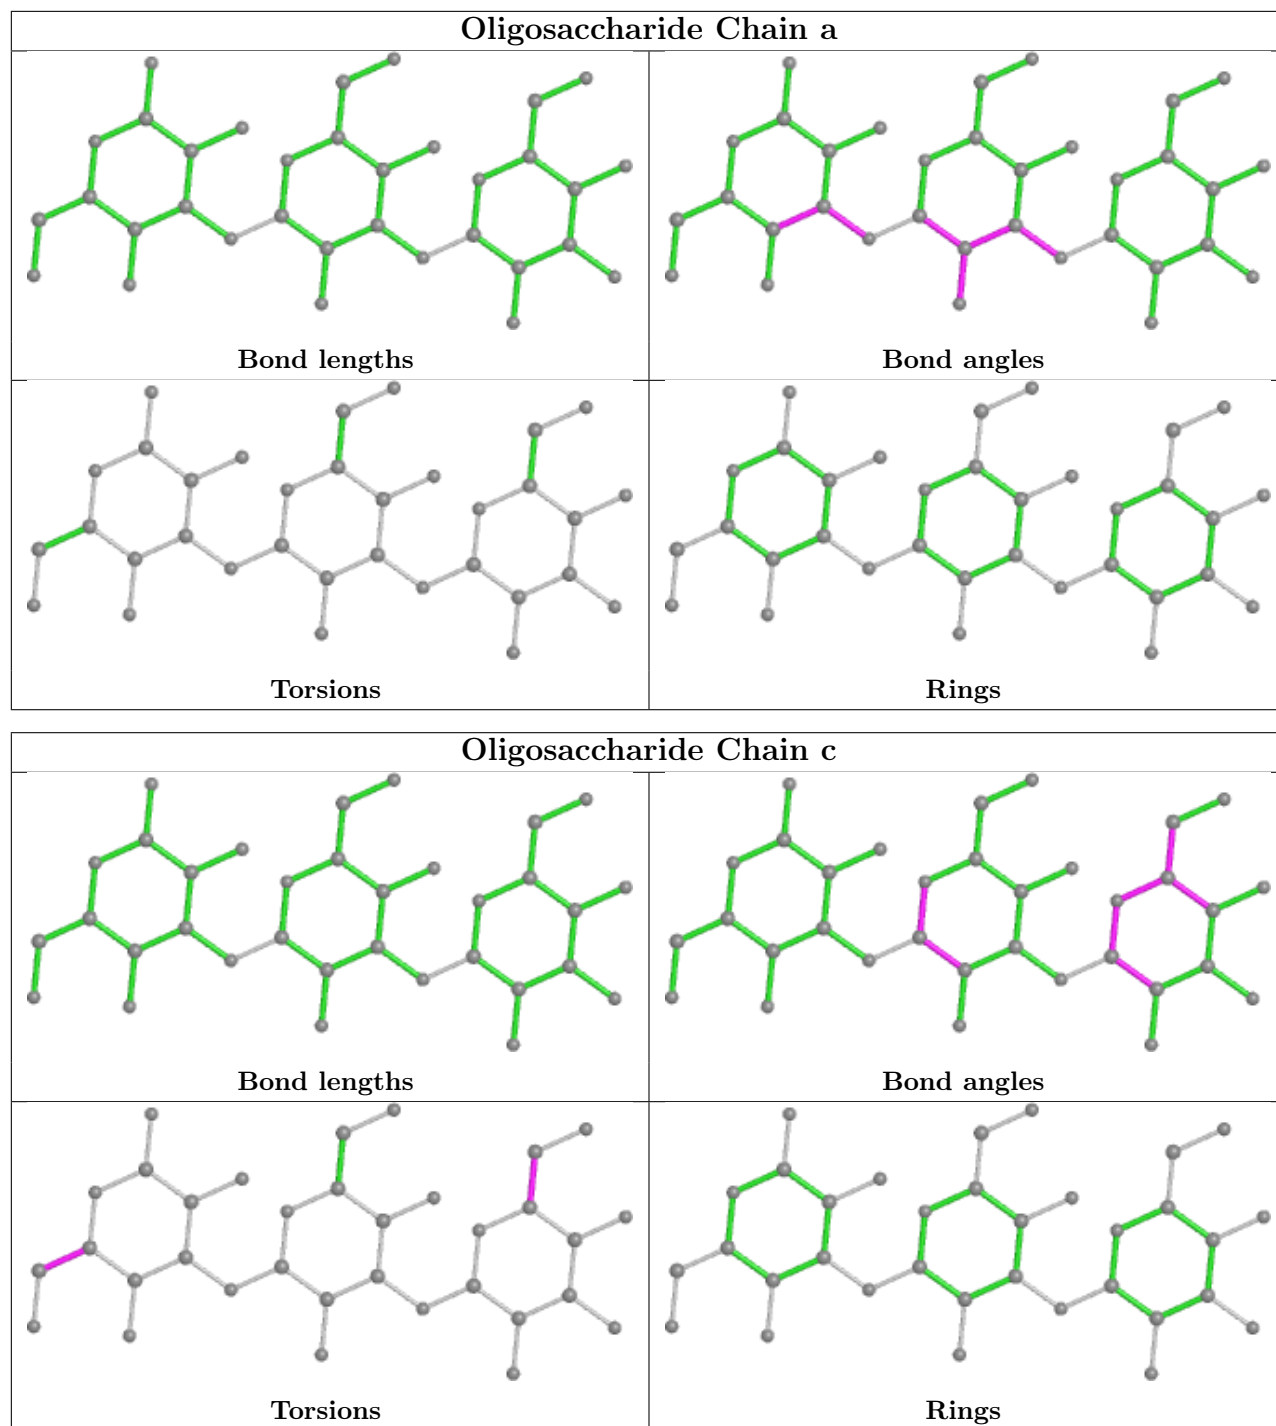 Oligosaccharide Chain a
Bond lengths
Bond angles
Torsions
Rings
Oligosaccharide Chain c
Bond lengths
Bond angles
Torsions
Rings